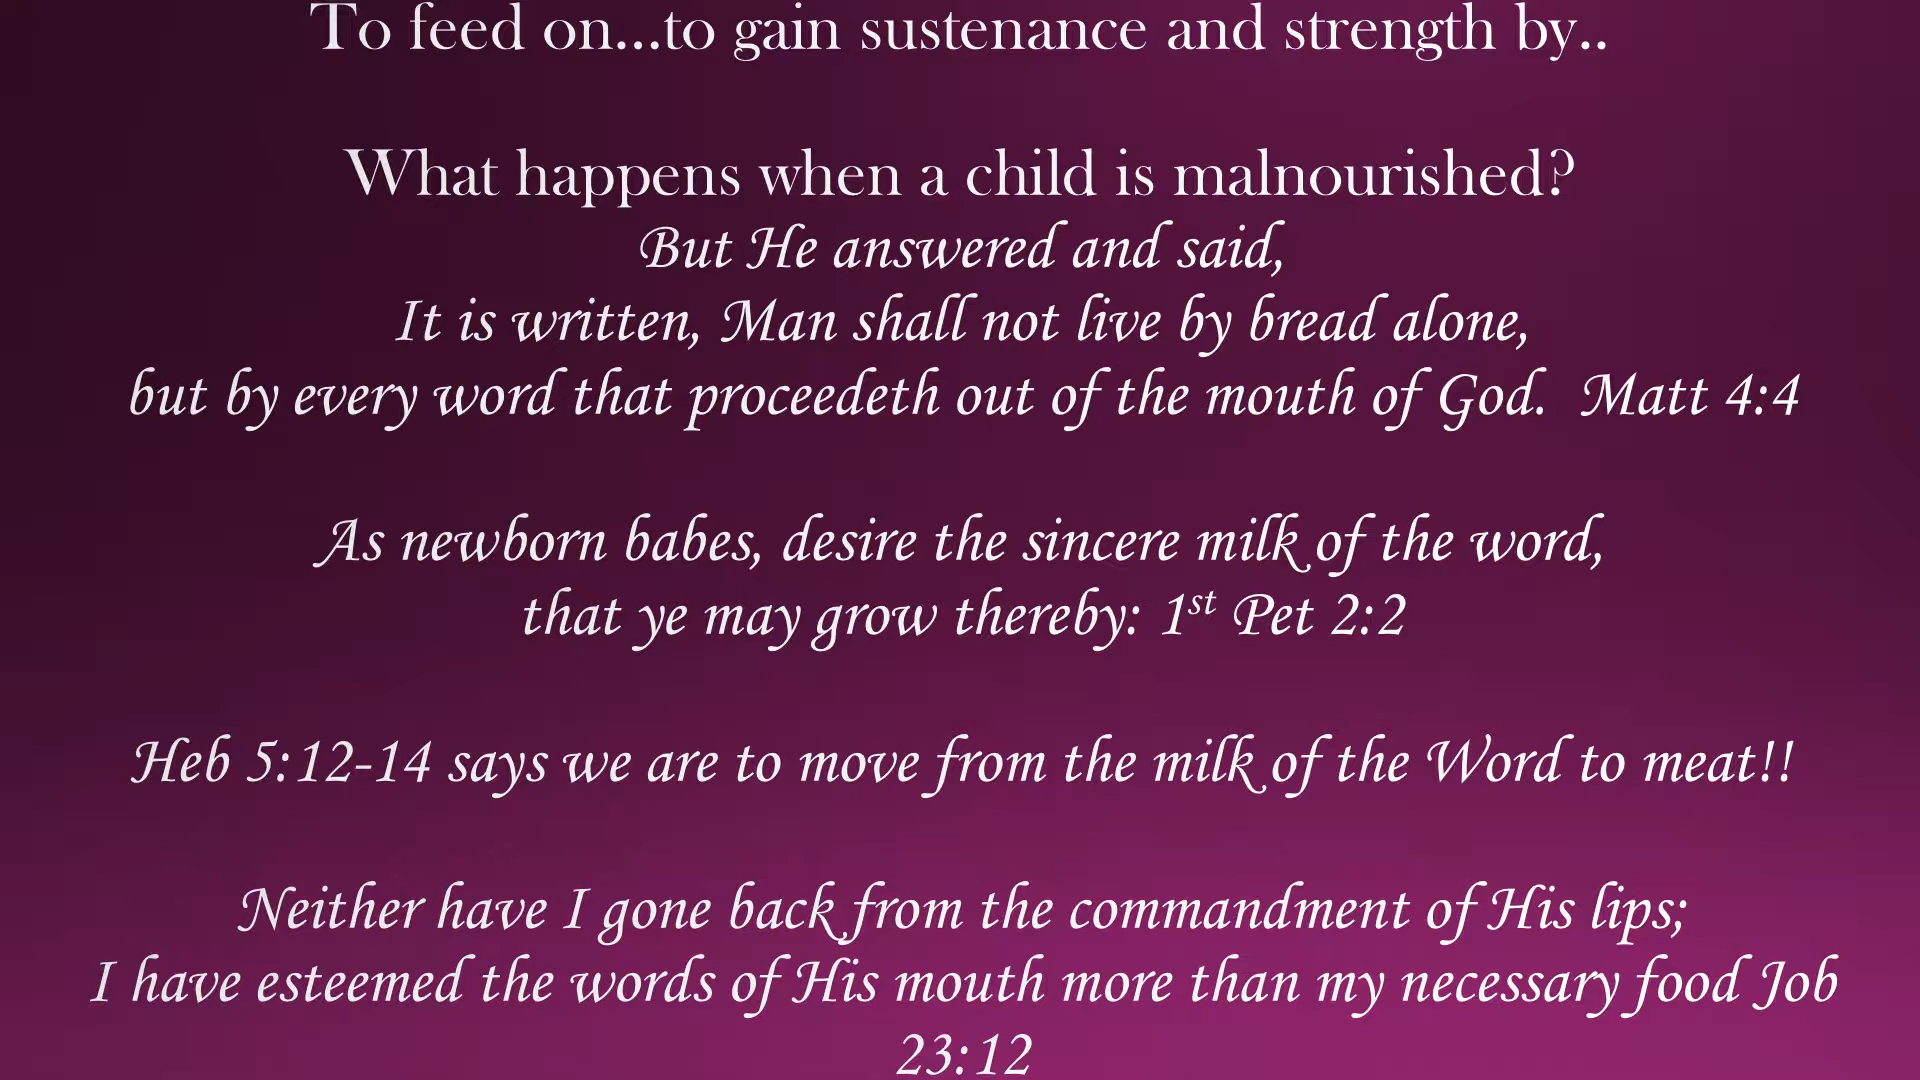 To feed on...to gain sustenance and strength by..
What happens when a child is malnourished?
But He answered and said,
It is written, Man shall not live by bread alone,
but by every word that proceedeth out of the mouth of God. Matt 4:4
As newborn babes, desire the sincere milk of the word,
that ye may grow thereby: 1st Pet 2:2
Heb 5:12-14 says we are to move from the milk of the Word to meat!!
Neither have I gone back from the commandment of His lips;
I have esteemed the words of His mouth more than my necessary food Job
23:12